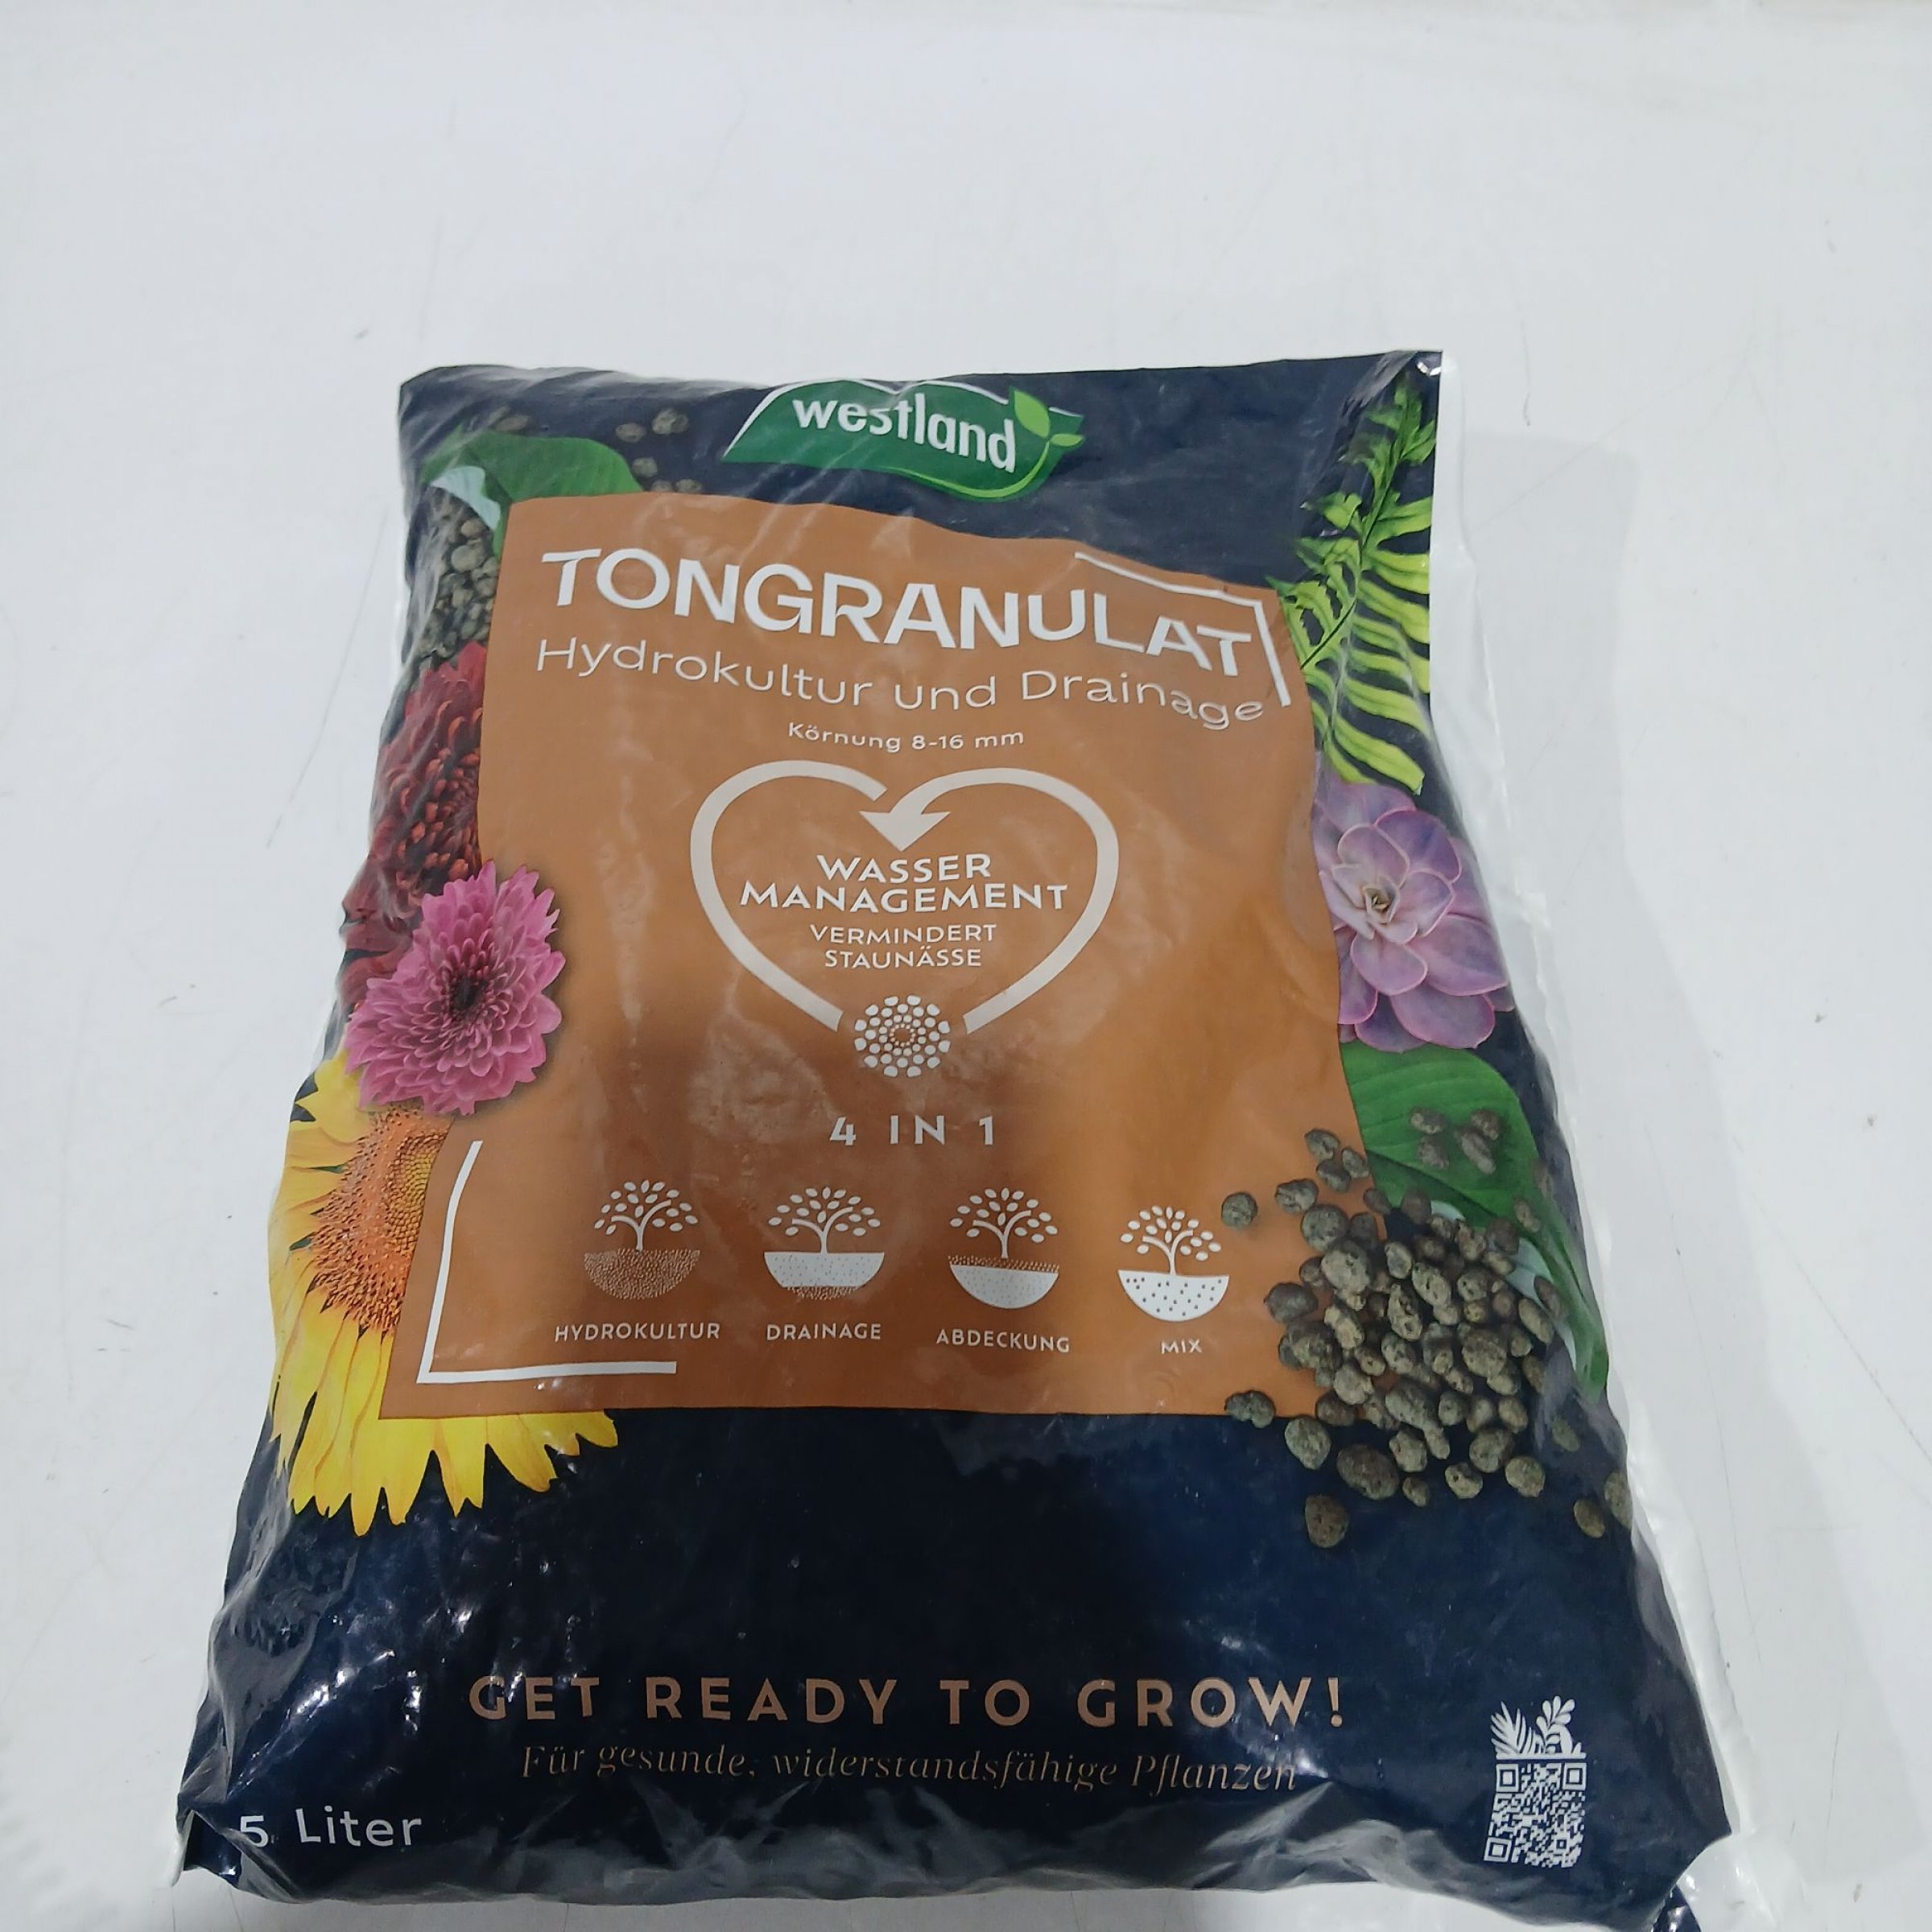 westland
TONGRANULAT
Hydrokultur und Drainage
Körnung 8-16 mm
WASSER
MANAGEMENT
VERMINDERT
STAUNÄSSE
4 IN 1
HYDROKULTUR DRAINAGE ABDECKUNG MIX
GET READY TO GROW!
Für gesunde, widerstandsfähige Pflanzen
5 Liter